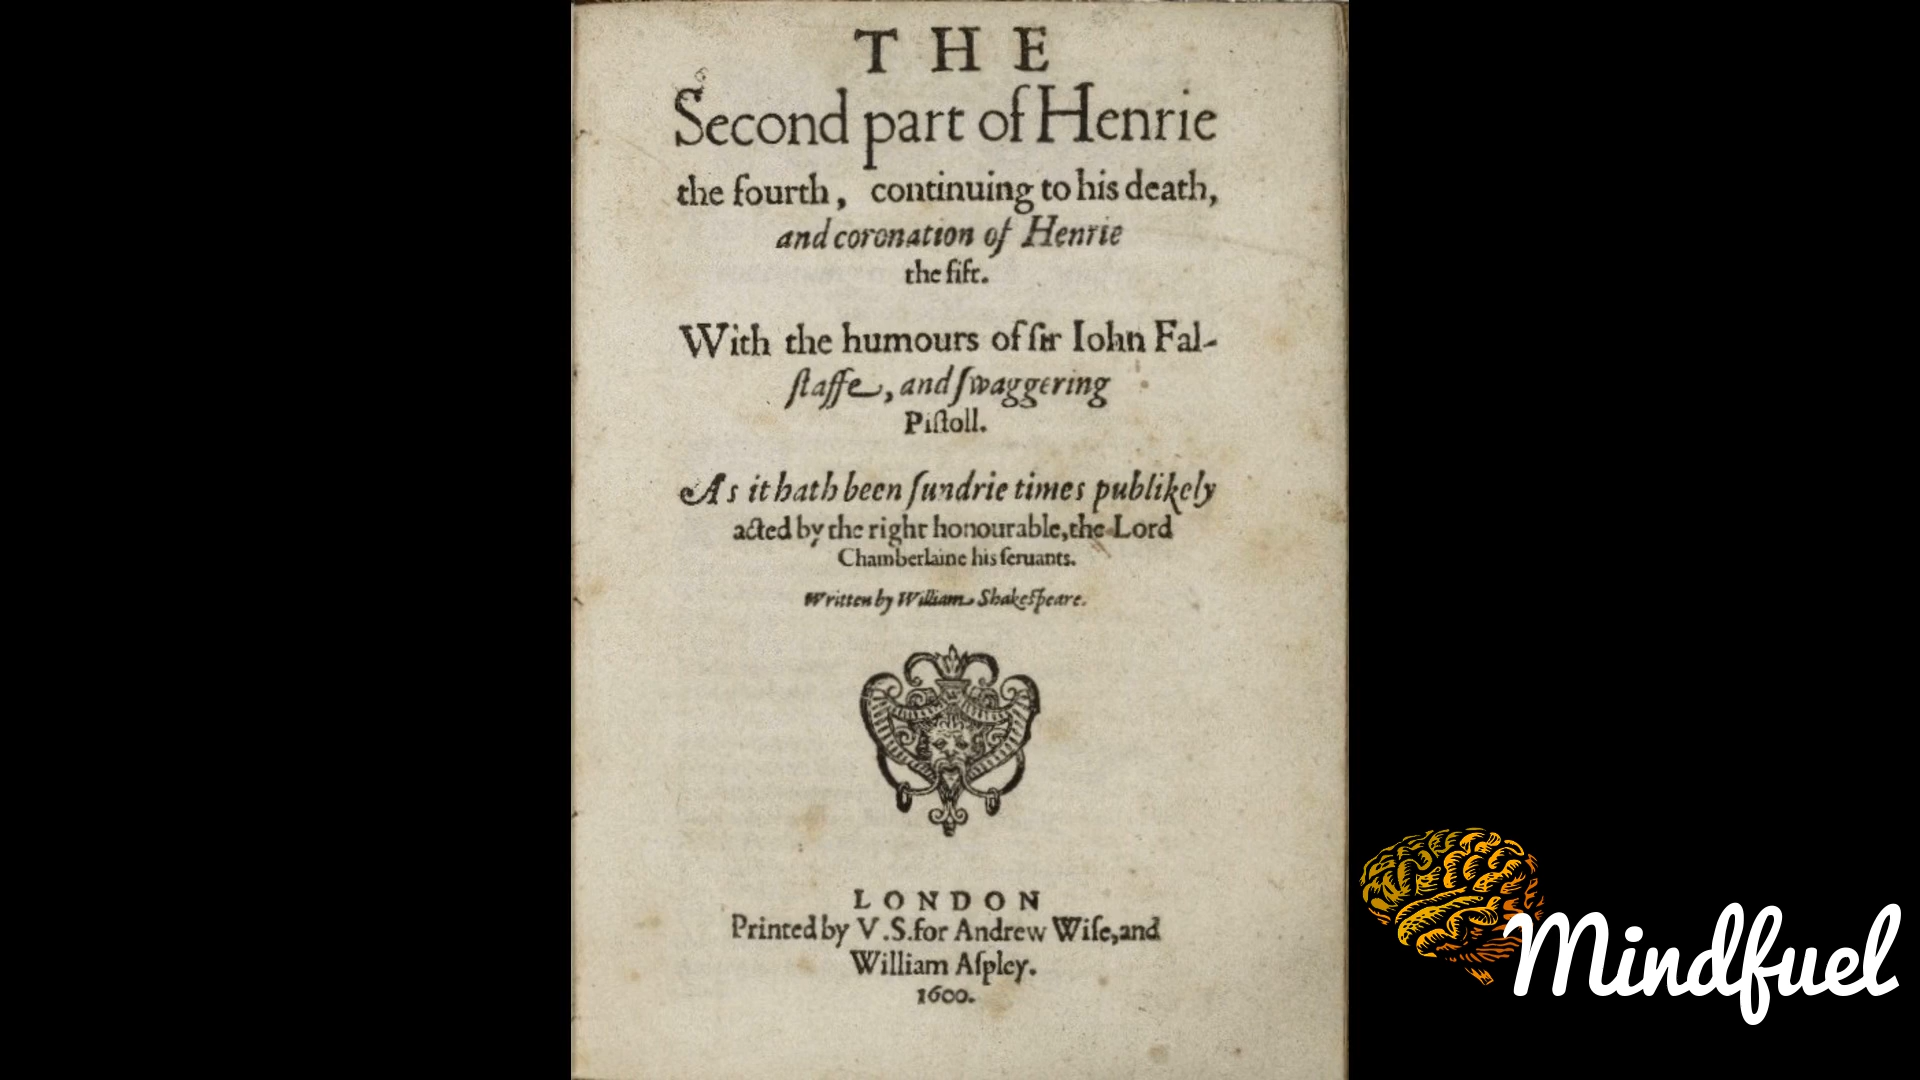 THE
Second part of Henrie
the fourth, continuing to his death,
and coronation of Henrie
the fift.
With the humours of ſir Iohn Fal-
ſtaffe, and ſwaggering
Piſtoll.
As it hath been ſundrie times publikely
acted by the right honourable, the Lord
Chamberlaine his ſeruants.
Written by William Shakeſpeare.
LONDON
Printed by V.S. for Andrew Wiſe, and
William Aſpley.
1600.
Mindfuel